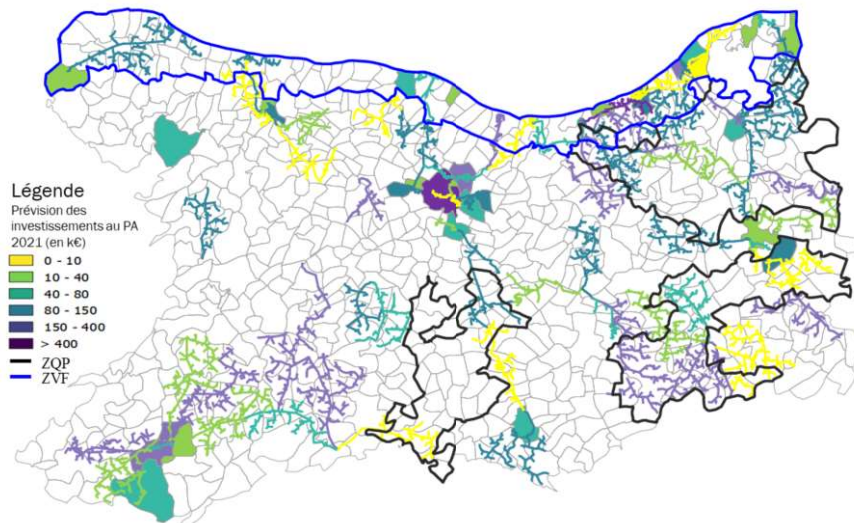 Légende
Prévision des
investissements au PA
2021 (en k€)
0 - 10
10 - 40
40 - 80
80 - 150
150 - 400
> 400
ZQP
ZVF